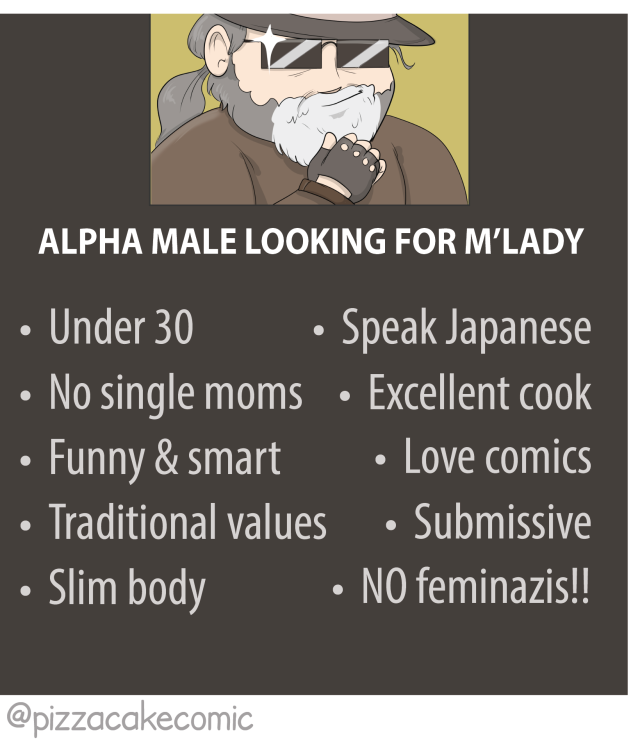 ALPHA MALE LOOKING FOR M’LADY
• Under 30
• No single moms
• Funny & smart
• Traditional values
• Slim body
• Speak Japanese
• Excellent cook
• Love comics
• Submissive
• NO feminazis!!
@pizzacakecomic